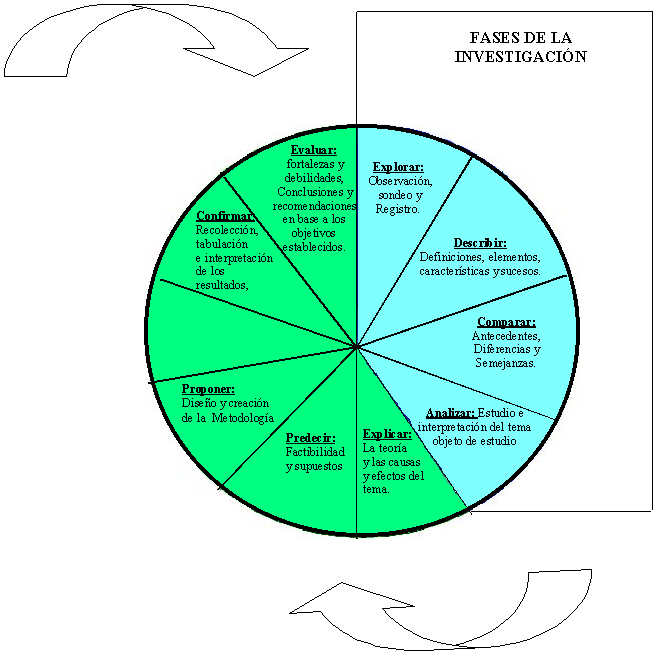 FASES DE LA
INVESTIGACIÓN
Explorar:
Observación,
sondeo y
Registro.
Describir:
Definiciones, elementos,
características y sucesos.
Comparar:
Antecedentes,
Diferencias y
Semejanzas.
Analizar: Estudio e
interpretación del tema
objeto de estudio
Explicar:
La teoría
y las causas
y efectos del
tema.
Predecir:
Factibilidad
y supuestos
Proponer:
Diseño y creación
de la Metodología
Confirmar:
Recolección,
tabulación
e interpretación
de los
resultados,
Evaluar:
fortalezas y
debilidades,
Conclusiones y
recomendaciones
en base a los
objetivos
establecidos.